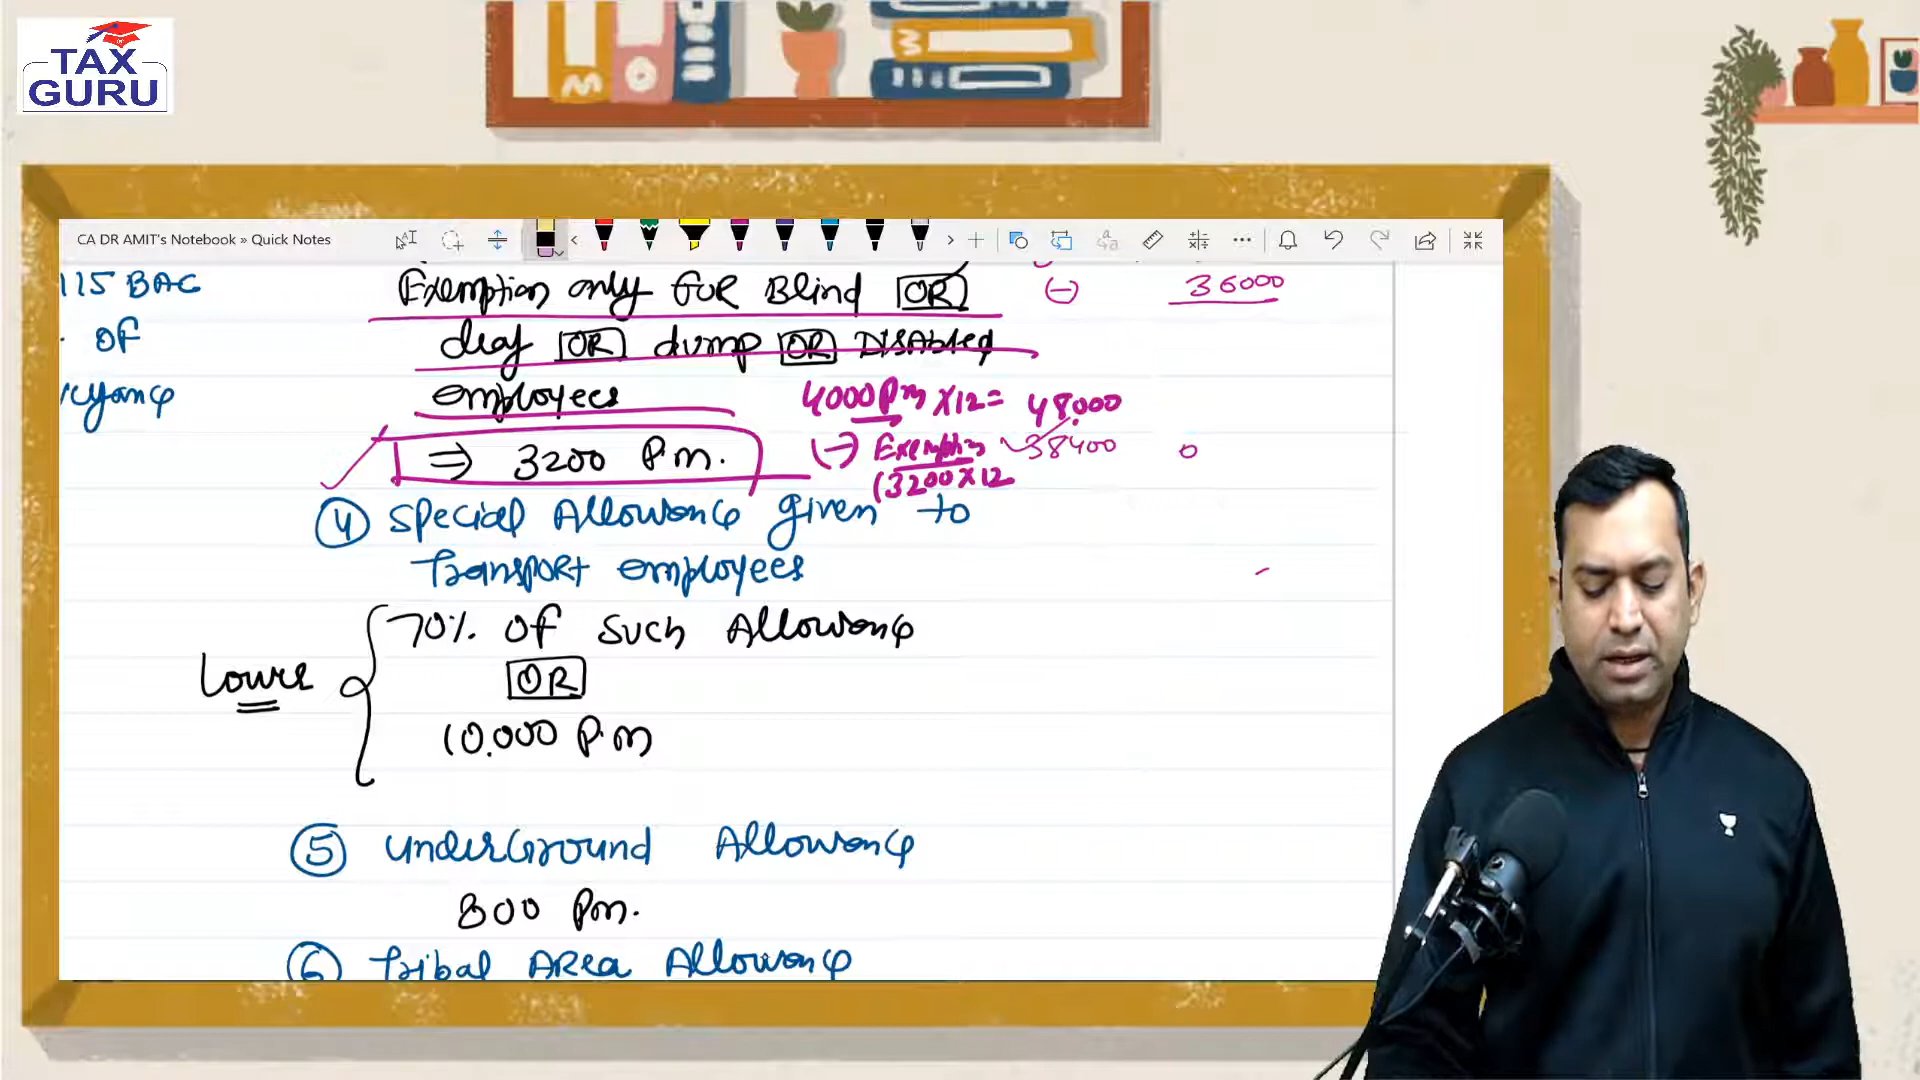 TAX
GURU
CA DR AMIT's Notebook » Quick Notes
115 BAC
Exemption only FOR Blind OR
(-) 36000
OF
deaf OR dump OR DISAbled
employees
4000 Pm X12 = 48,000
⇒ 3200 P.m.
(-) Exemption 38400 0
(3200 X 12
④ Special Allowance given to
Transport employees
70% OF Such Allowance
OR
10,000 P.m
⑤ underGround Allowance
800 Pm.
⑥ Tribal AREA Allowance